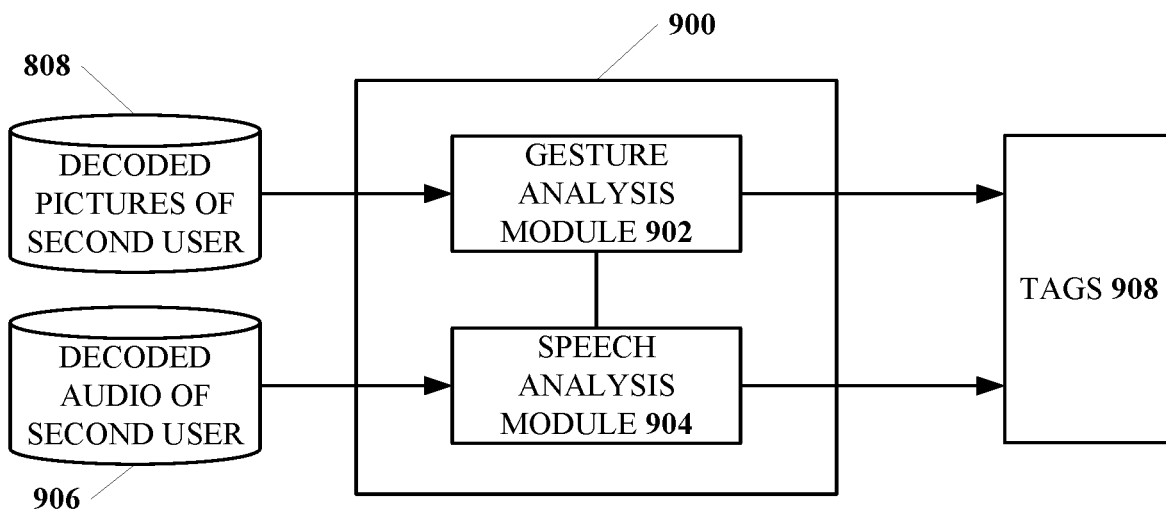 900
808
DECODED
PICTURES OF
SECOND USER
GESTURE
ANALYSIS
MODULE 902
TAGS 908
DECODED
AUDIO OF
SECOND USER
SPEECH
ANALYSIS
MODULE 904
906